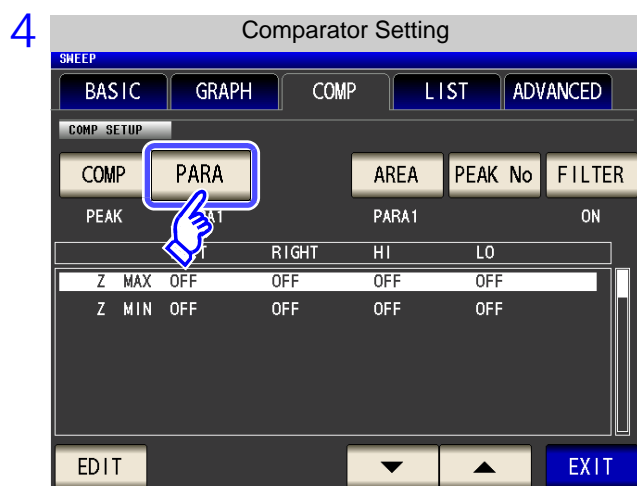 4
Comparator Setting
SWEEP
BASIC GRAPH COMP LIST ADVANCED
COMP SETUP
COMP PARA AREA PEAK No FILTER
PEAK PARA1 ON
RIGHT HI LO
Z MAX OFF OFF OFF OFF
Z MIN OFF OFF OFF OFF
EDIT EXIT